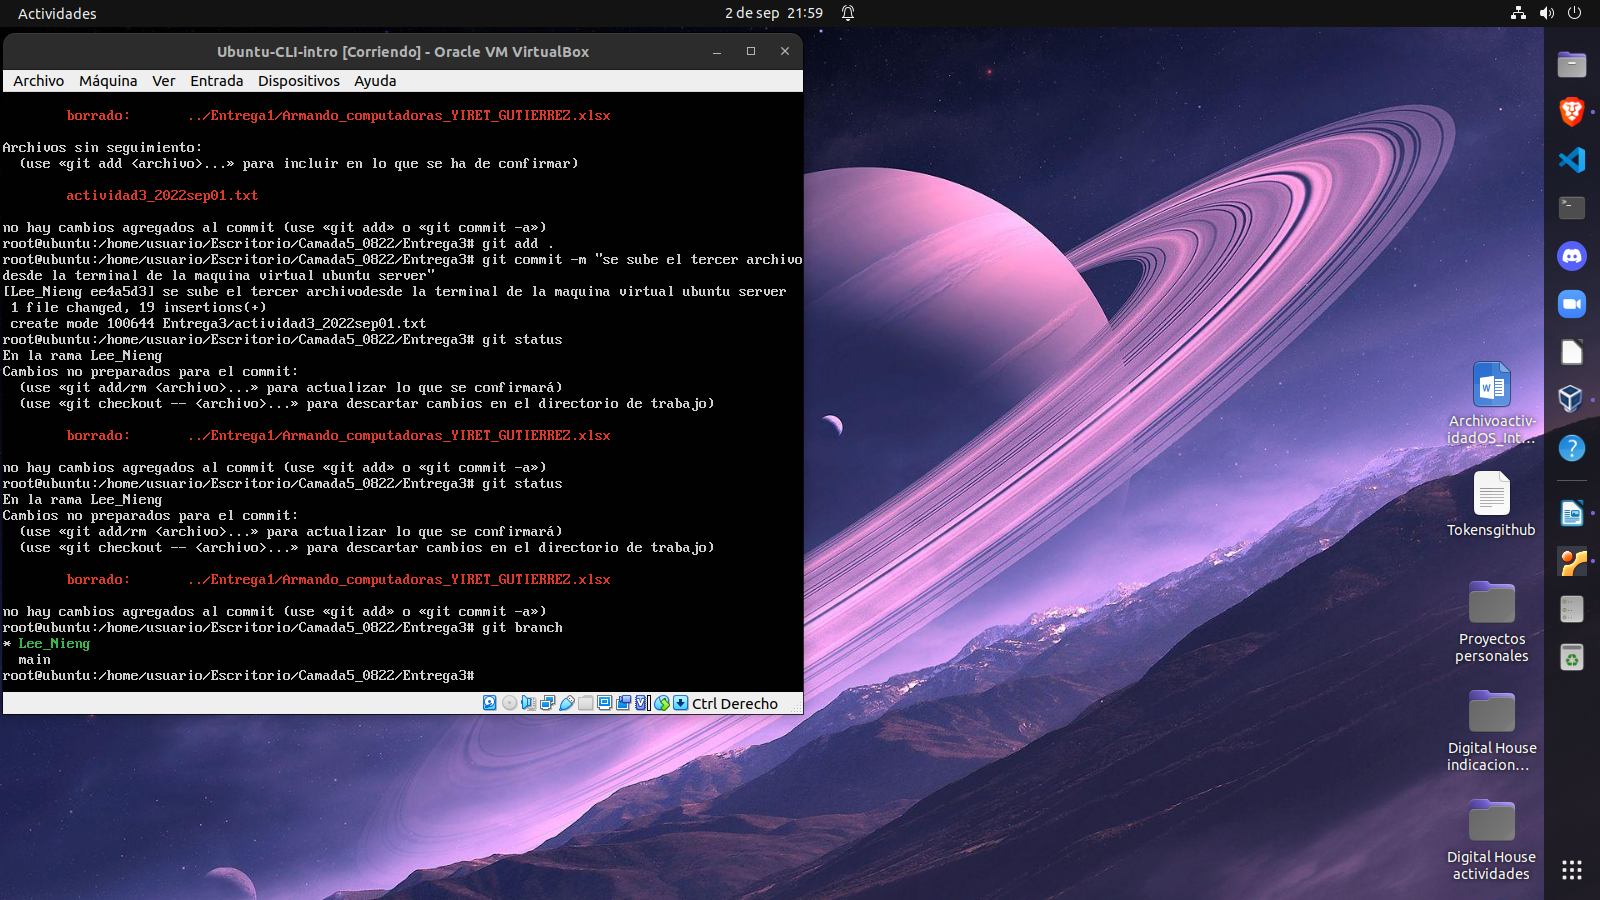 Actividades
2 de sep 21:59
Ubuntu-CLI-intro [Corriendo] - Oracle VM VirtualBox
Archivo Máquina Ver Entrada Dispositivos Ayuda
borrado: ../Entrega1/Armando_computadoras_YIRET_GUTIERREZ.xlsx
Archivos sin seguimiento:
(use «git add <archivo>...» para incluir en lo que se ha de confirmar)
actividad3_2022sep01.txt
no hay cambios agregados al commit (use «git add» o «git commit -a»)
root@ubuntu:/home/usuario/Escritorio/Camada5_0822/Entrega3# git add .
root@ubuntu:/home/usuario/Escritorio/Camada5_0822/Entrega3# git commit -m "se sube el tercer archivo
desde la terminal de la maquina virtual ubuntu server"
[Lee_Nieng ee4a5d3] se sube el tercer archivodesde la terminal de la maquina virtual ubuntu server
1 file changed, 19 insertions(+)
create mode 100644 Entrega3/actividad3_2022sep01.txt
root@ubuntu:/home/usuario/Escritorio/Camada5_0822/Entrega3# git status
En la rama Lee_Nieng
Cambios no preparados para el commit:
(use «git add/rm <archivo>...» para actualizar lo que se confirmará)
(use «git checkout -- <archivo>...» para descartar cambios en el directorio de trabajo)
borrado: ../Entrega1/Armando_computadoras_YIRET_GUTIERREZ.xlsx
no hay cambios agregados al commit (use «git add» o «git commit -a»)
root@ubuntu:/home/usuario/Escritorio/Camada5_0822/Entrega3# git status
En la rama Lee_Nieng
Cambios no preparados para el commit:
(use «git add/rm <archivo>...» para actualizar lo que se confirmará)
(use «git checkout -- <archivo>...» para descartar cambios en el directorio de trabajo)
borrado: ../Entrega1/Armando_computadoras_YIRET_GUTIERREZ.xlsx
no hay cambios agregados al commit (use «git add» o «git commit -a»)
root@ubuntu:/home/usuario/Escritorio/Camada5_0822/Entrega3# git branch
* Lee_Nieng
main
root@ubuntu:/home/usuario/Escritorio/Camada5_0822/Entrega3#
Ctrl Derecho
Archivoactiv-
idadOS_Int...
Tokensgithub
Proyectos
personales
Digital House
indicacion...
Digital House
actividades